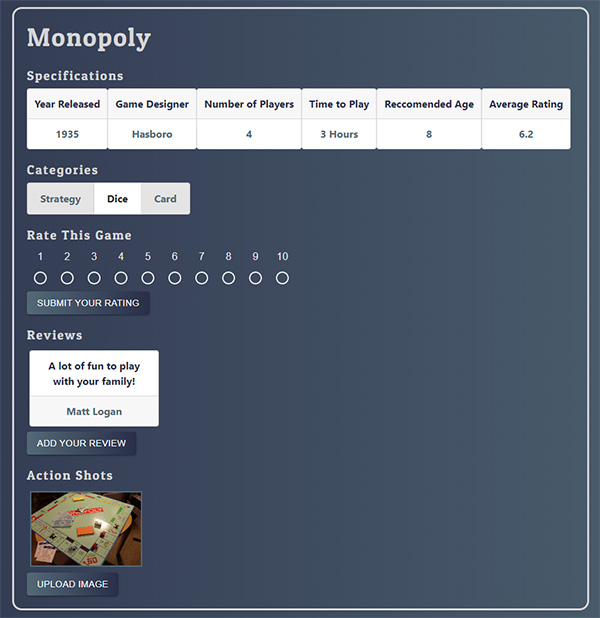 Monopoly
Specifications
Year Released Game Designer Number of Players Time to Play Reccomended Age Average Rating
1935 Hasboro 4 3 Hours 8 6.2
Categories
Strategy Dice Card
Rate This Game
1 2 3 4 5 6 7 8 9 10
SUBMIT YOUR RATING
Reviews
A lot of fun to play
with your family!
Matt Logan
ADD YOUR REVIEW
Action Shots
MONOPOLY
UPLOAD IMAGE